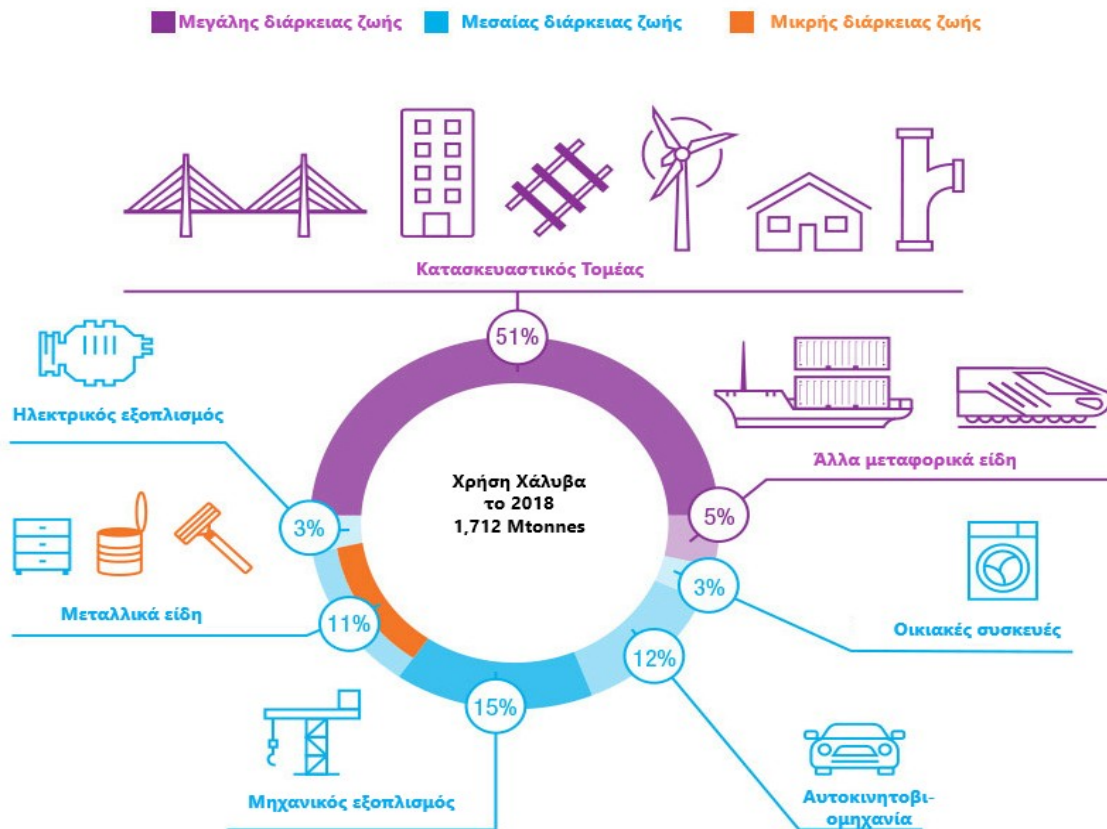 Μεγάλης διάρκειας ζωής
Μεσαίας διάρκειας ζωής
Μικρής διάρκειας ζωής
Κατασκευαστικός Τομέας
51%
Ηλεκτρικός εξοπλισμός
3%
Άλλα μεταφορικά είδη
5%
Χρήση Χάλυβα
το 2018
1,712 Mtonnes
Μεταλλικά είδη
11%
3%
Οικιακές συσκευές
12%
15%
Μηχανικός εξοπλισμός
Αυτοκινητοβι-
ομηχανία